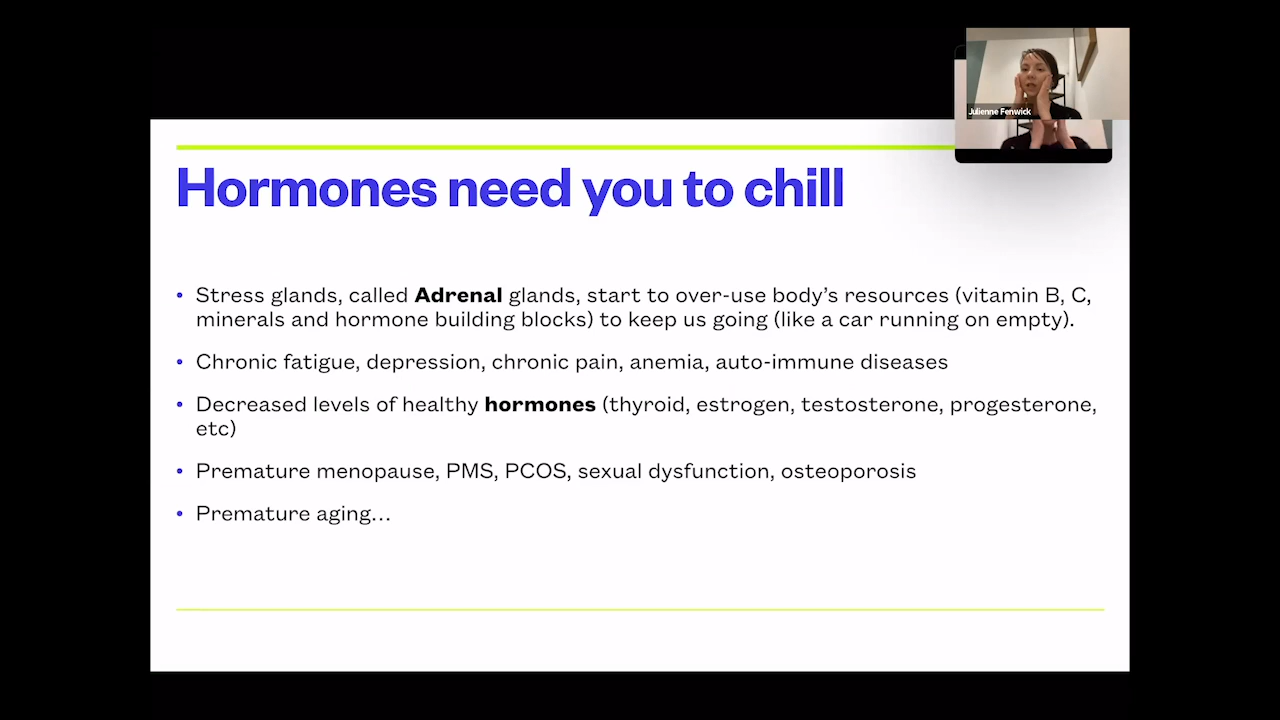 Julienne Fenwick
Hormones need you to chill
• Stress glands, called Adrenal glands, start to over-use body’s resources (vitamin B, C,
minerals and hormone building blocks) to keep us going (like a car running on empty).
• Chronic fatigue, depression, chronic pain, anemia, auto-immune diseases
• Decreased levels of healthy hormones (thyroid, estrogen, testosterone, progesterone,
etc)
• Premature menopause, PMS, PCOS, sexual dysfunction, osteoporosis
• Premature aging…